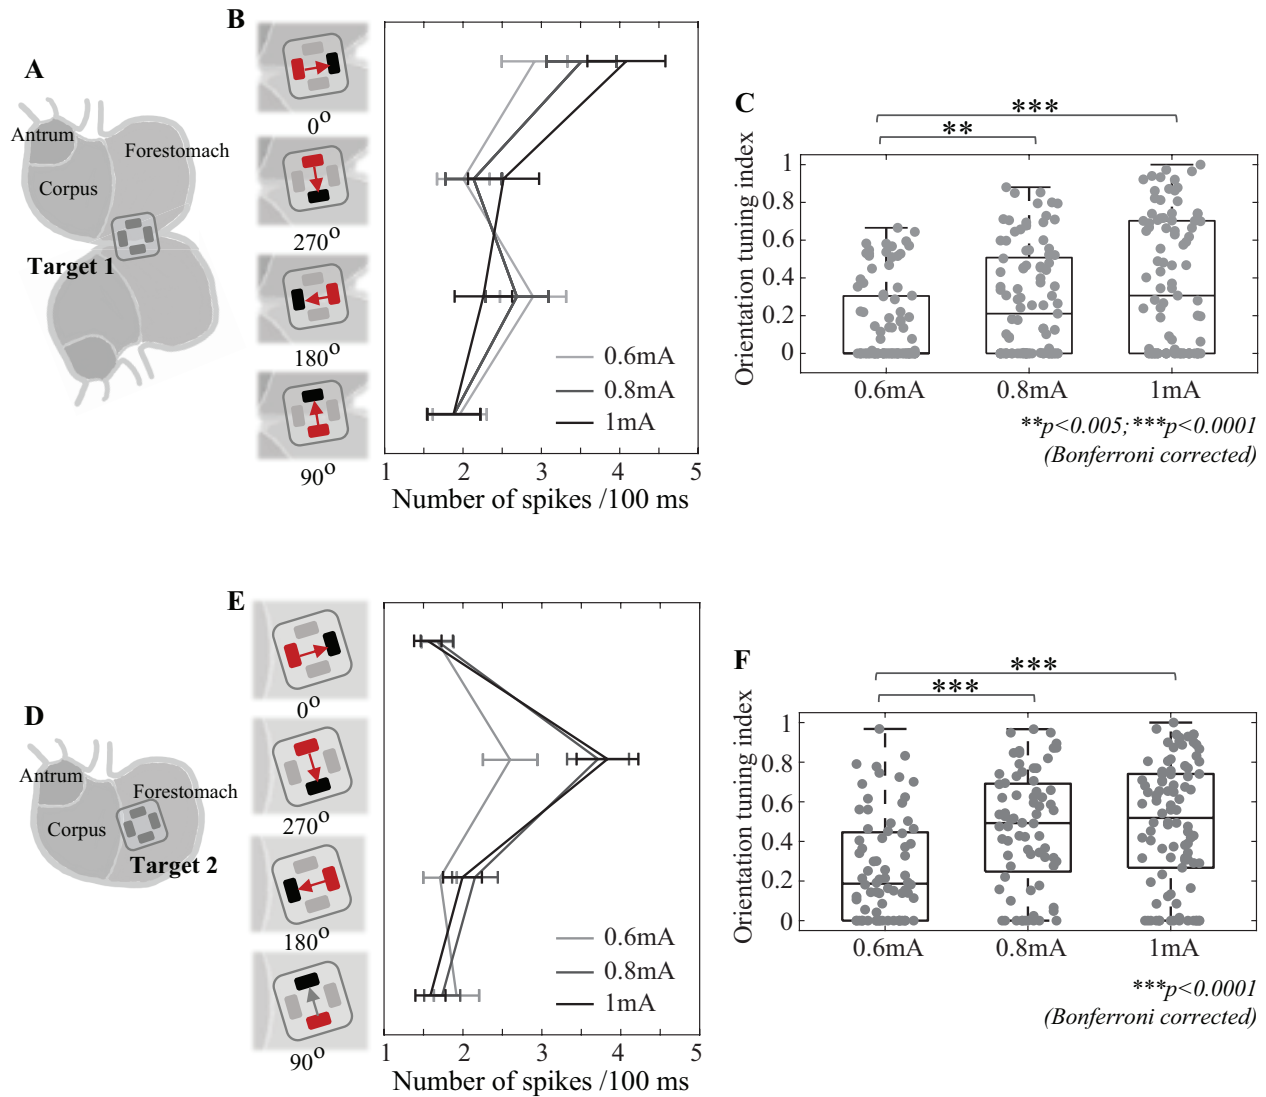 A
Antrum
Forestomach
Corpus
Target 1
B
0°
270°
180°
90°
0.6mA
0.8mA
1mA
1 2 3 4 5
Number of spikes /100 ms
C
***
**
Orientation tuning index
1
0.8
0.6
0.4
0.2
0
0.6mA 0.8mA 1mA
**p<0.005;***p<0.0001
(Bonferroni corrected)
D
Antrum
Forestomach
Corpus
Target 2
E
0°
270°
180°
90°
0.6mA
0.8mA
1mA
1 2 3 4 5
Number of spikes /100 ms
F
***
***
Orientation tuning index
1
0.8
0.6
0.4
0.2
0
0.6mA 0.8mA 1mA
***p<0.0001
(Bonferroni corrected)